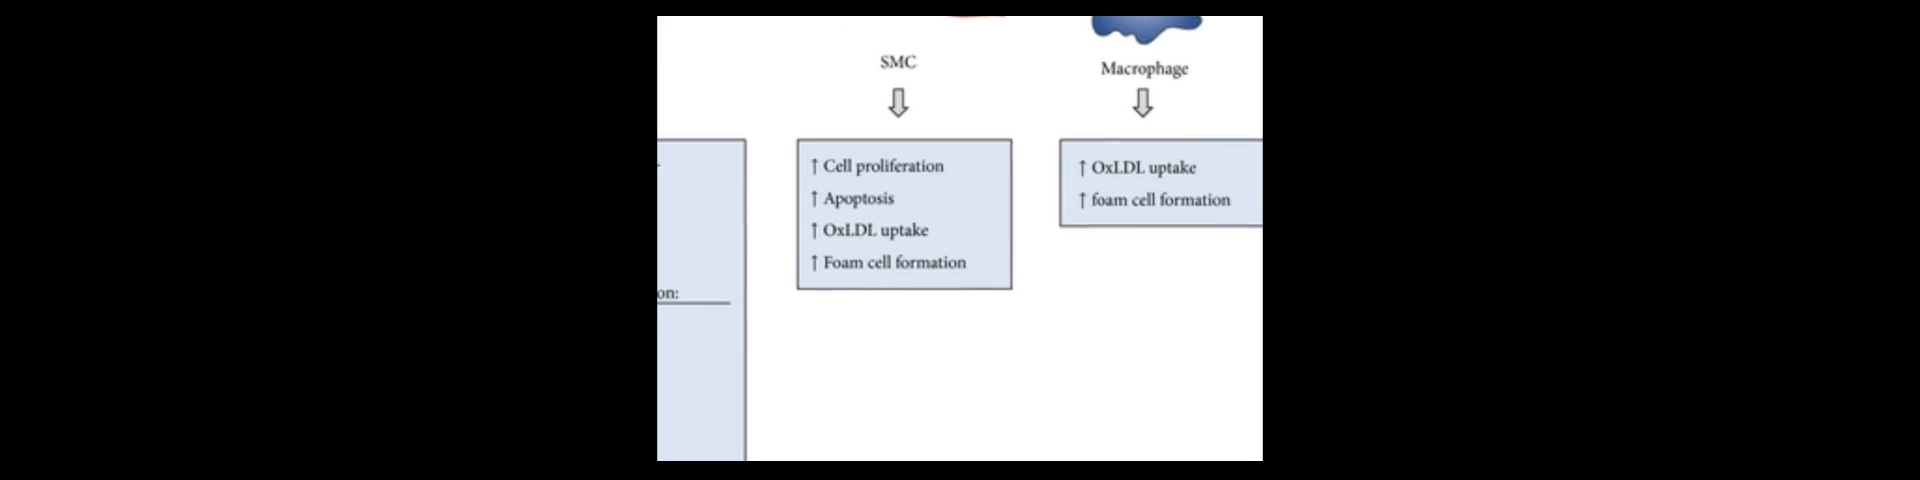 SMC
Macrophage
↑ Cell proliferation
↑ Apoptosis
↑ OxLDL uptake
↑ Foam cell formation
↑ OxLDL uptake
↑ foam cell formation
on: